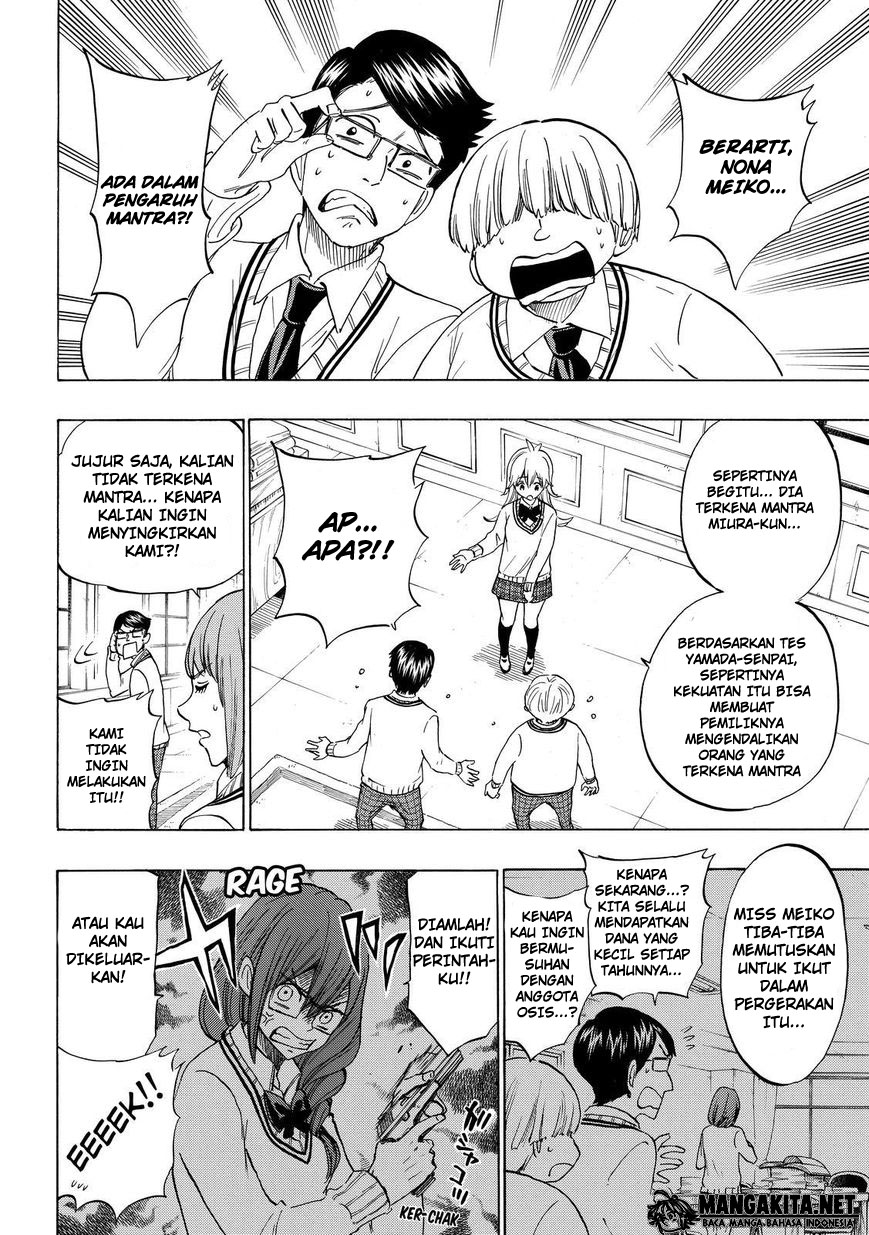 BERARTI,
NONA
MEIKO...
ADA DALAM
PENGARUH
MANTRA?!
SEPERTINYA
BEGITU... DIA
TERKENA MANTRA
MIURA-KUN...
BERDASARKAN TES
YAMADA-SENPAI,
SEPERTINYA
KEKUATAN ITU BISA
MEMBUAT
PEMILIKNYA
MENGENDALIKAN
ORANG YANG
TERKENA MANTRA
AP...
APA?!!
JUJUR SAJA, KALIAN
TIDAK TERKENA
MANTRA... KENAPA
KALIAN INGIN
MENYINGKIRKAN
KAMI?!
KAMI
TIDAK
INGIN
MELAKUKAN
ITU!!
MISS MEIKO
TIBA-TIBA
MEMUTUSKAN
UNTUK IKUT
DALAM
PERGERAKAN
ITU...
KENAPA
SEKARANG...?
KITA SELALU
MENDAPATKAN
DANA YANG
KECIL SETIAP
TAHUNNYA...
KENAPA
KAU INGIN
BERMU-
SUHAN
DENGAN
ANGGOTA
OSIS...?
RAGE
DIAMLAH!
DAN IKUTI
PERINTAH-
KU!!
ATAU KAU
AKAN
DIKELUAR-
KAN!
EEEEK!!
ギシャコン
KER-CHAK
MANGAKITA.NET
BACA MANGA BAHASA INDONESIA